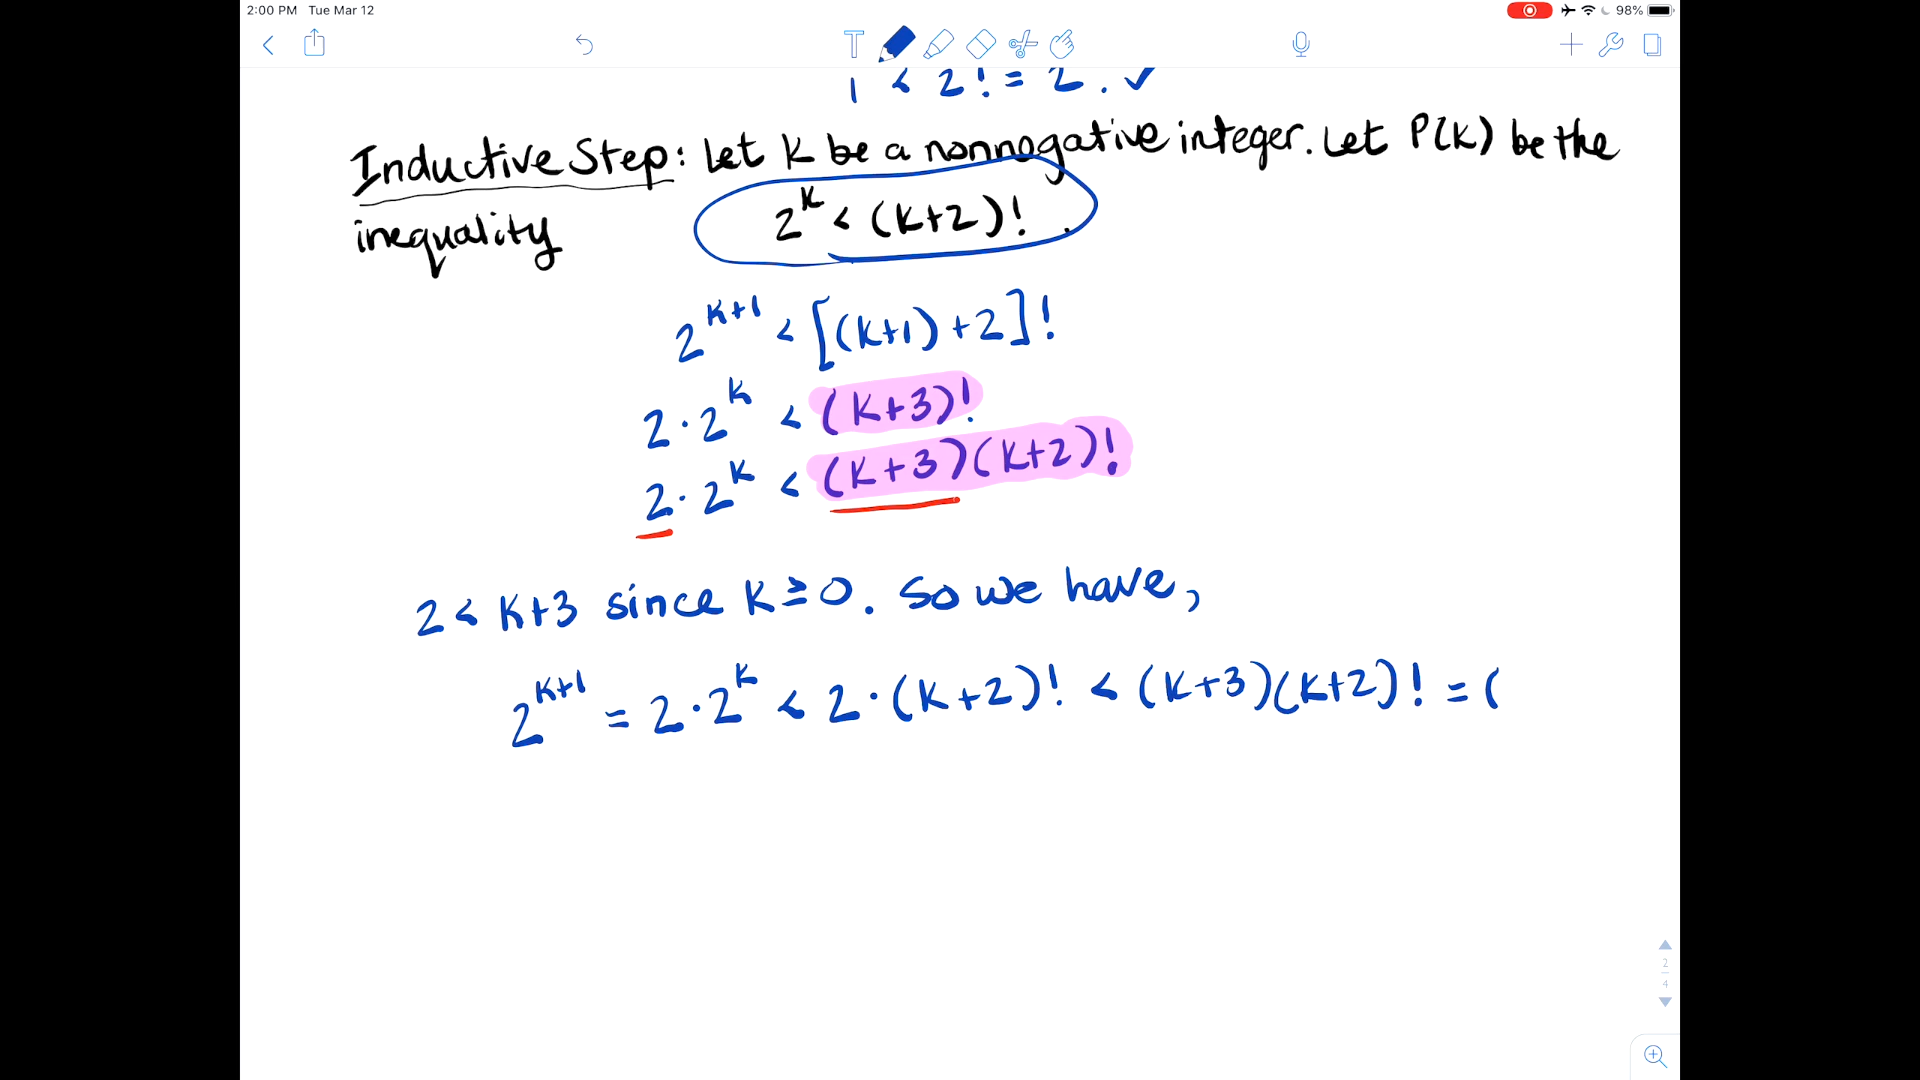 2:00 PM Tue Mar 12
98%
T
1 < 2! = 2. ✓
Inductive Step: Let k be a nonnegative integer. Let P(k) be the
inequality 2^k < (k+2)!.
2^{k+1} < [(k+1)+2]!
2·2^k < (k+3)!
2·2^k < (k+3)(k+2)!
2 < k+3 since k ≥ 0. So we have,
2^{k+1} = 2·2^k < 2·(k+2)! < (k+3)(k+2)! = (
2
4